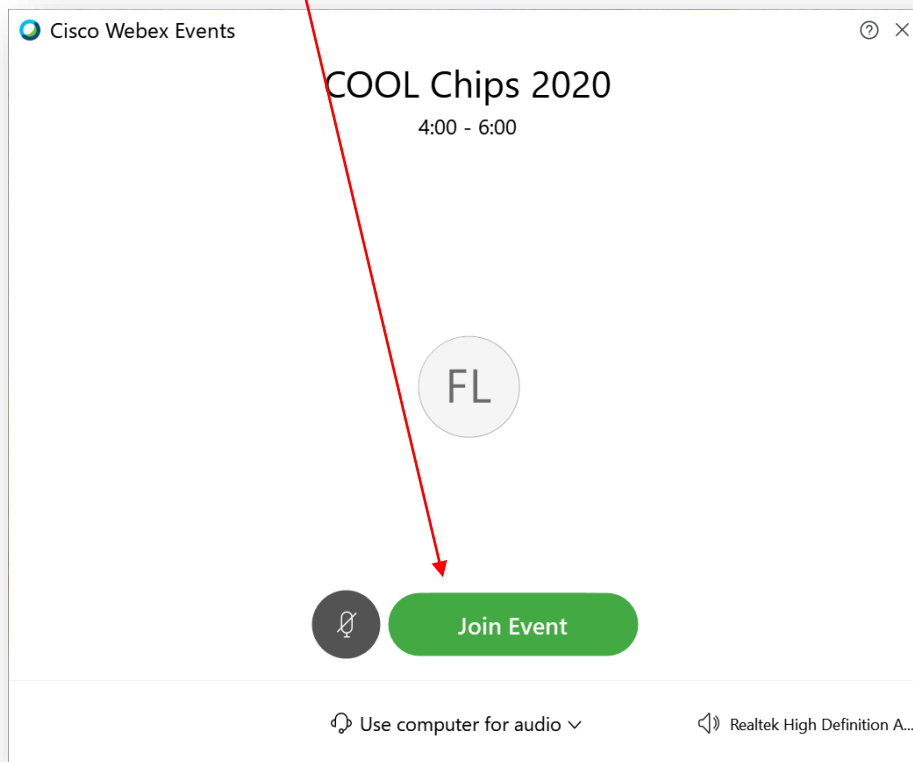 Cisco Webex Events
COOL Chips 2020
4:00 - 6:00
FL
Join Event
Use computer for audio
Realtek High Definition A...